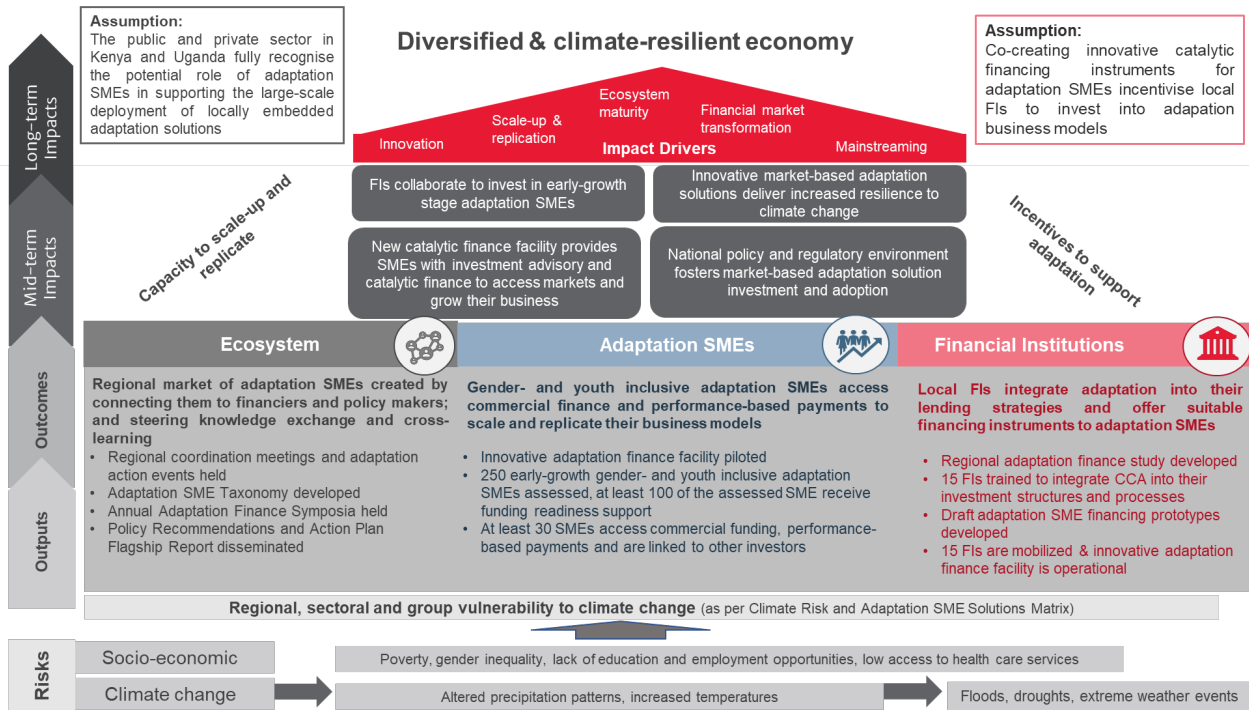 Assumption:
The public and private sector in
Kenya and Uganda fully recognise
the potential role of adaptation
SMEs in supporting the large-scale
deployment of locally embedded
adaptation solutions
Diversified & climate-resilient economy
Assumption:
Co-creating innovative catalytic
financing instruments for
adaptation SMEs incentivise local
FIs to invest into adaptation
business models
Long-term
Impacts
Innovation
Scale-up &
replication
Ecosystem
maturity
Financial market
transformation
Mainstreaming
Impact Drivers
Mid-term
Impacts
Capacity to scale-up and
replicate
FIs collaborate to invest in early-growth
stage adaptation SMEs
Innovative market-based adaptation
solutions deliver increased resilience to
climate change
New catalytic finance facility provides
SMEs with investment advisory and
catalytic finance to access markets and
grow their business
National policy and regulatory environment
fosters market-based adaptation solution
investment and adoption
Incentives to support
adaptation
Outcomes
Outputs
Ecosystem
Regional market of adaptation SMEs created by
connecting them to financiers and policy makers;
and steering knowledge exchange and cross-
learning
• Regional coordination meetings and adaptation
action events held
• Adaptation SME Taxonomy developed
• Annual Adaptation Finance Symposia held
• Policy Recommendations and Action Plan
Flagship Report disseminated
Adaptation SMEs
Gender- and youth inclusive adaptation SMEs access
commercial finance and performance-based payments to
scale and replicate their business models
• Innovative adaptation finance facility piloted
• 250 early-growth gender- and youth inclusive adaptation
SMEs assessed, at least 100 of the assessed SME receive
funding readiness support
• At least 30 SMEs access commercial funding, performance-
based payments and are linked to other investors
Financial Institutions
Local FIs integrate adaptation into their
lending strategies and offer suitable
financing instruments to adaptation SMEs
• Regional adaptation finance study developed
• 15 FIs trained to integrate CCA into their
investment structures and processes
• Draft adaptation SME financing prototypes
developed
• 15 FIs are mobilized & innovative adaptation
finance facility is operational
Regional, sectoral and group vulnerability to climate change (as per Climate Risk and Adaptation SME Solutions Matrix)
Risks
Socio-economic
Poverty, gender inequality, lack of education and employment opportunities, low access to health care services
Climate change
Altered precipitation patterns, increased temperatures
Floods, droughts, extreme weather events